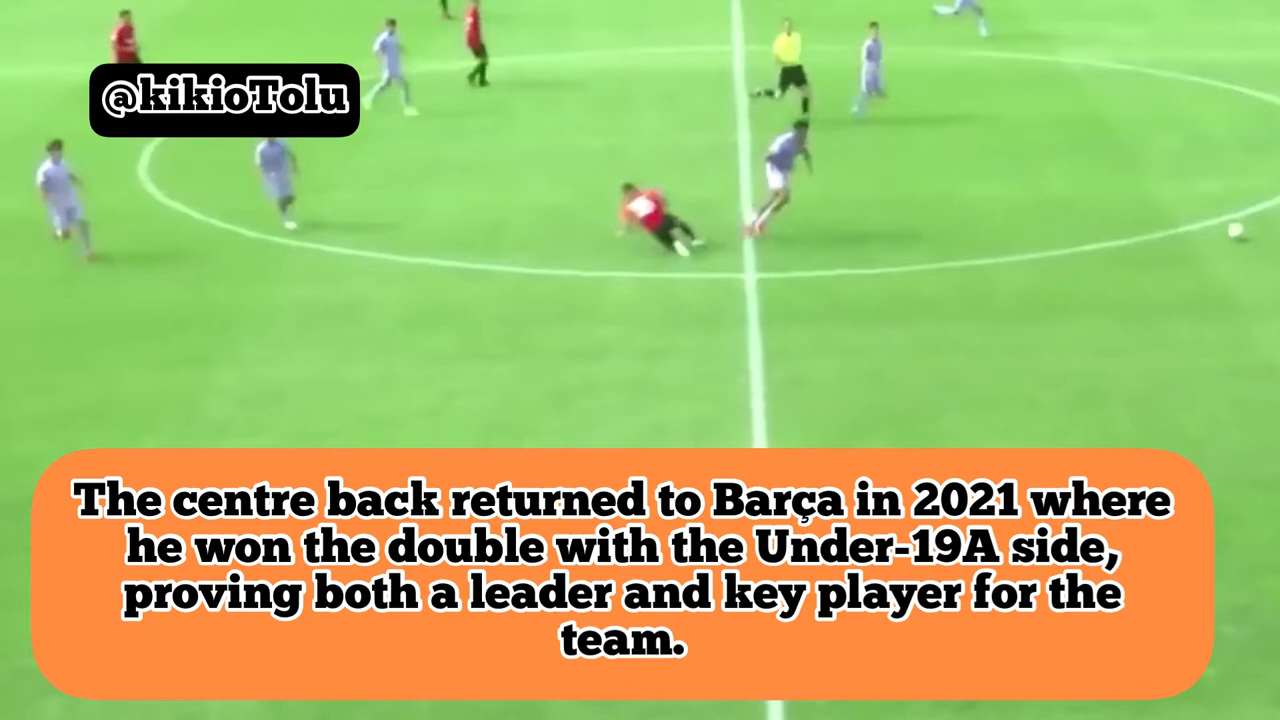 @kikioTolu
The centre back returned to Barça in 2021 where
he won the double with the Under-19A side,
proving both a leader and key player for the
team.